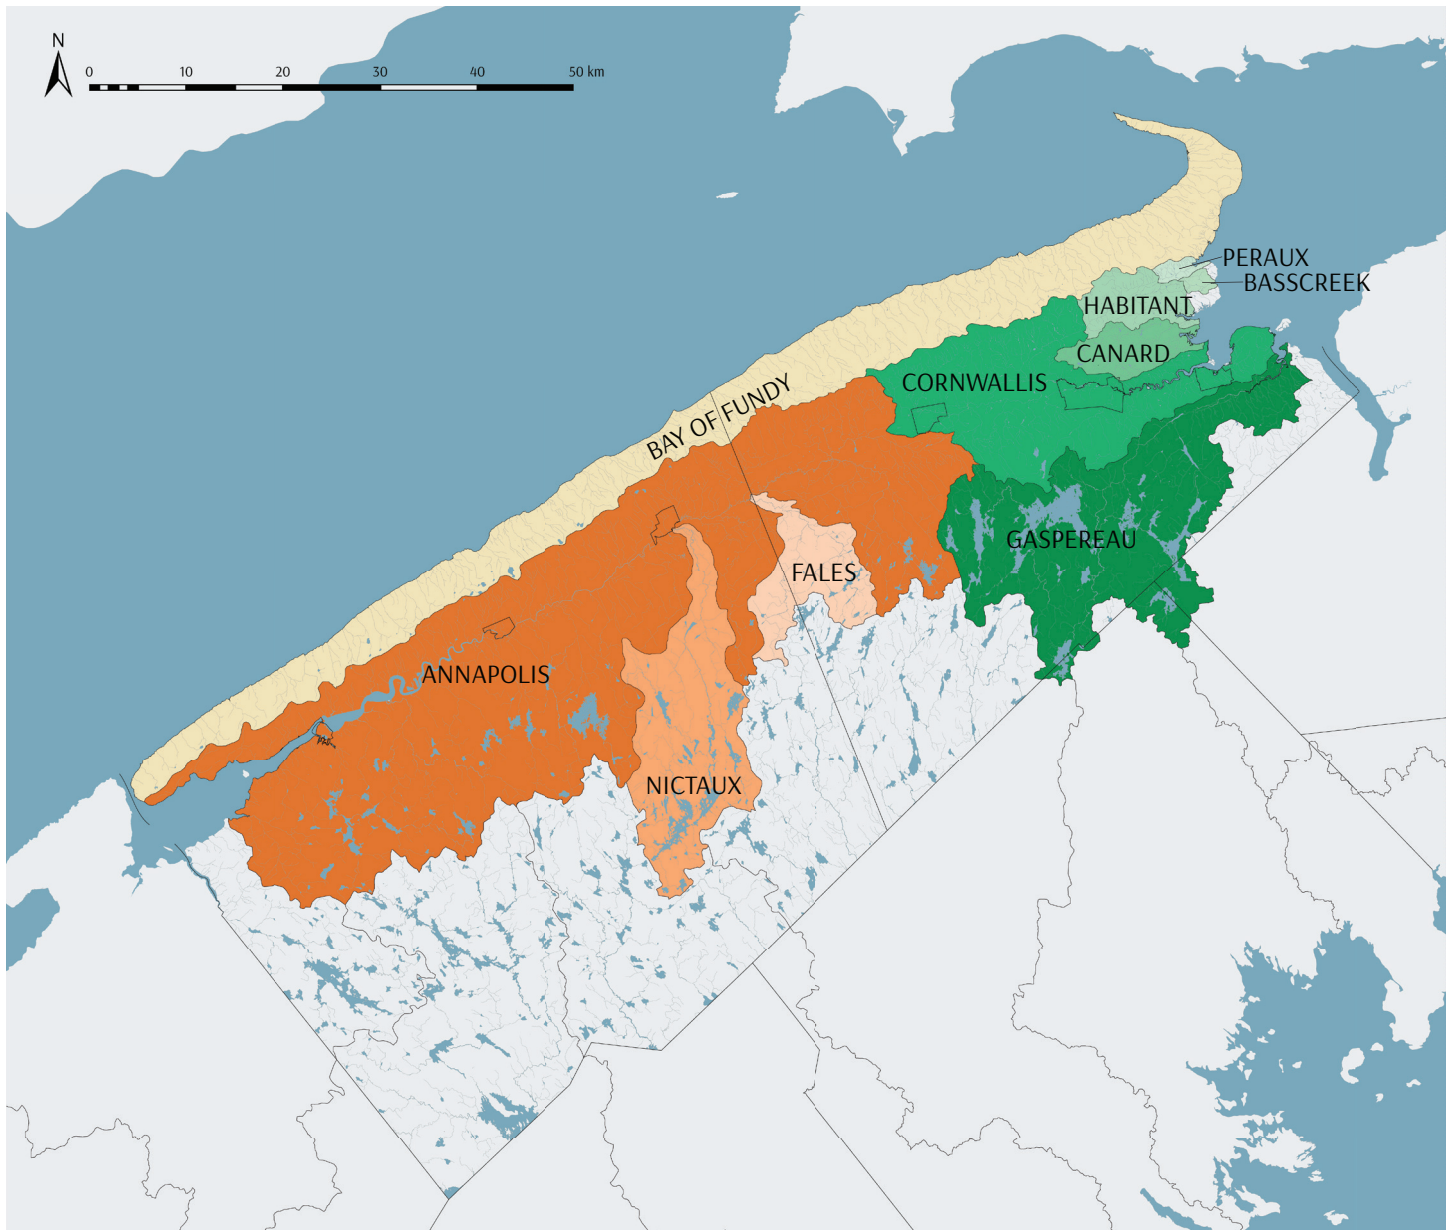 N
0 10 20 30 40 50 km
PERAUX
BASSCREEK
HABITANT
CANARD
CORNWALLIS
BAY OF FUNDY
GASPEREAU
FALES
ANNAPOLIS
NICTAUX